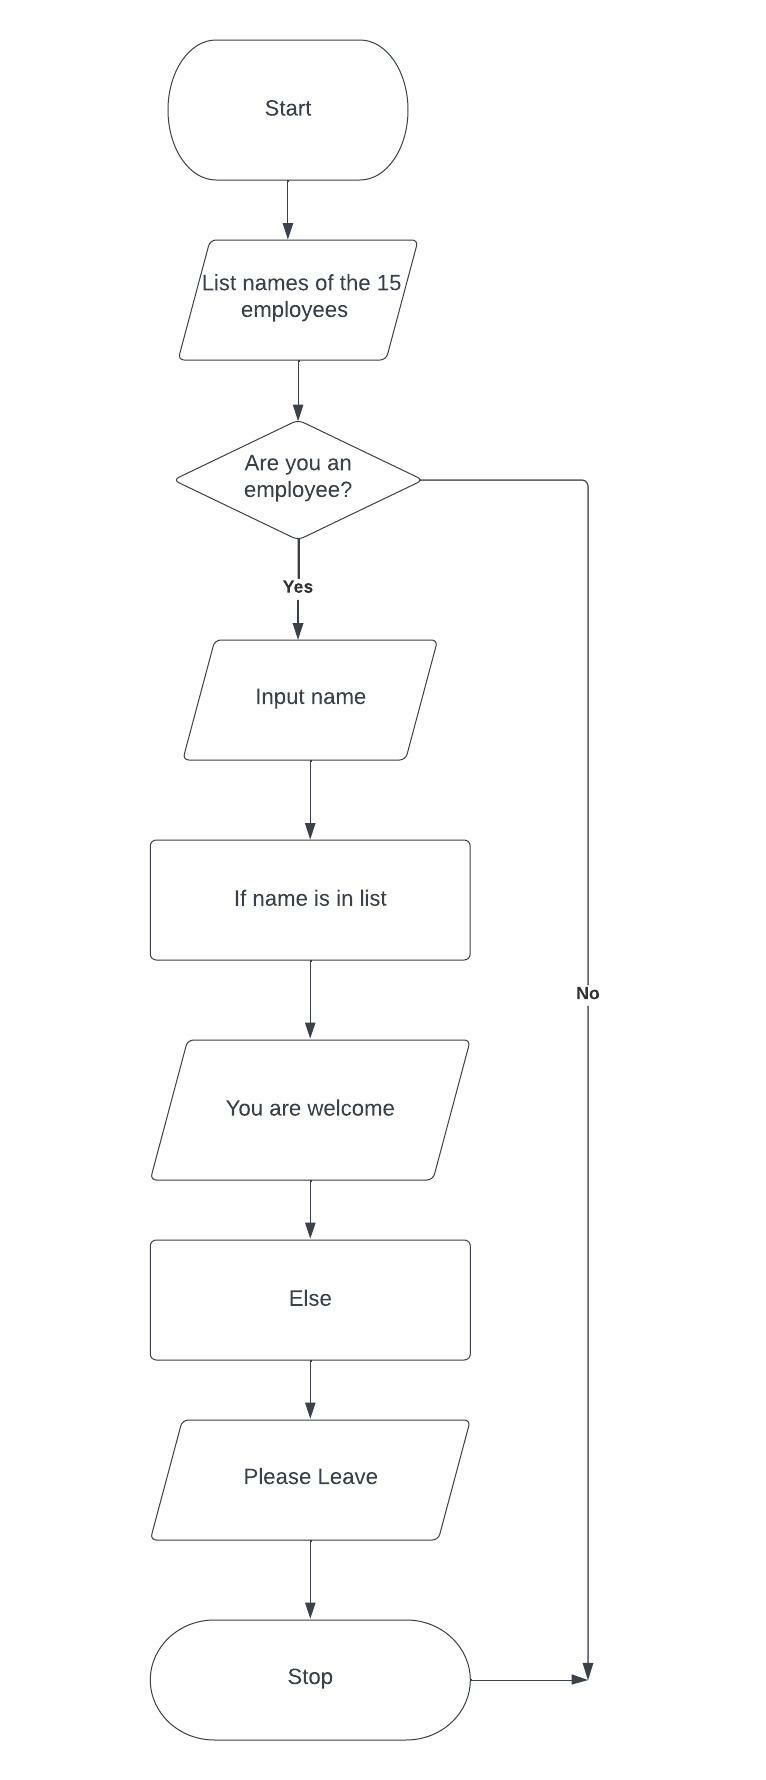 Start
List names of the 15
employees
Are you an
employee?
Yes
Input name
If name is in list
No
You are welcome
Else
Please Leave
Stop